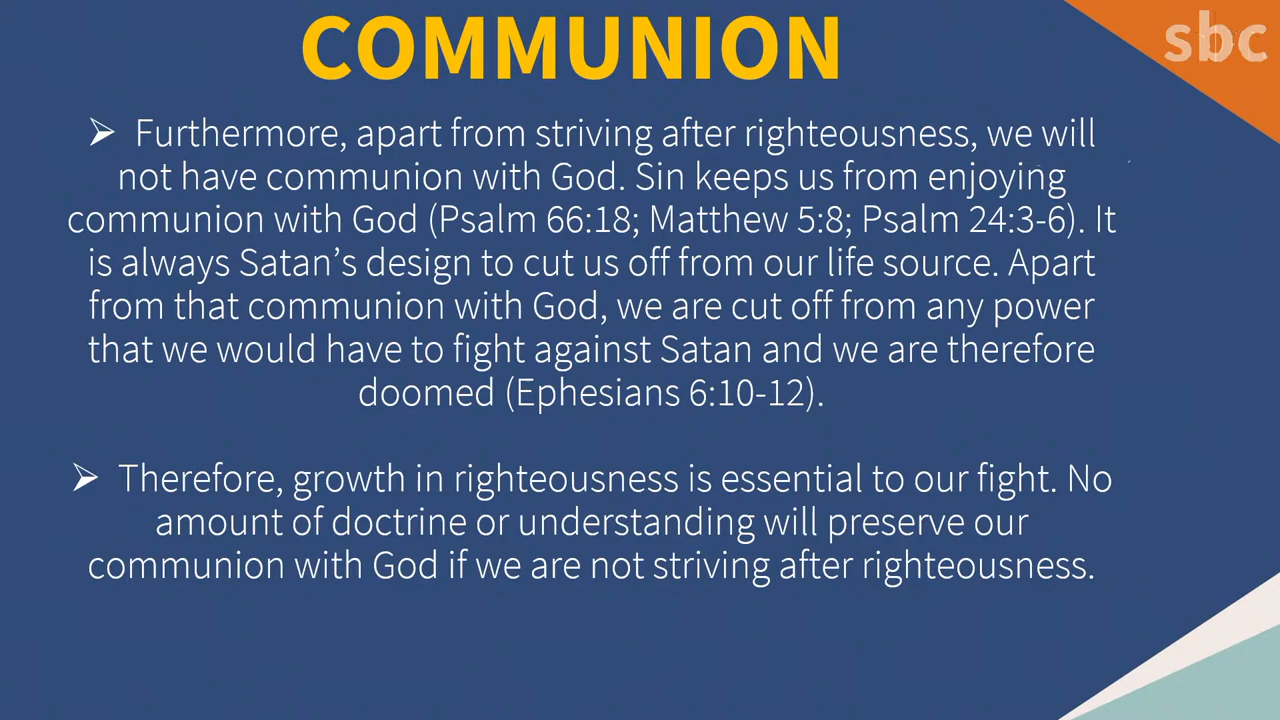 COMMUNION
sbc
➢ Furthermore, apart from striving after righteousness, we will
not have communion with God. Sin keeps us from enjoying
communion with God (Psalm 66:18; Matthew 5:8; Psalm 24:3-6). It
is always Satan’s design to cut us off from our life source. Apart
from that communion with God, we are cut off from any power
that we would have to fight against Satan and we are therefore
doomed (Ephesians 6:10-12).
➢ Therefore, growth in righteousness is essential to our fight. No
amount of doctrine or understanding will preserve our
communion with God if we are not striving after righteousness.